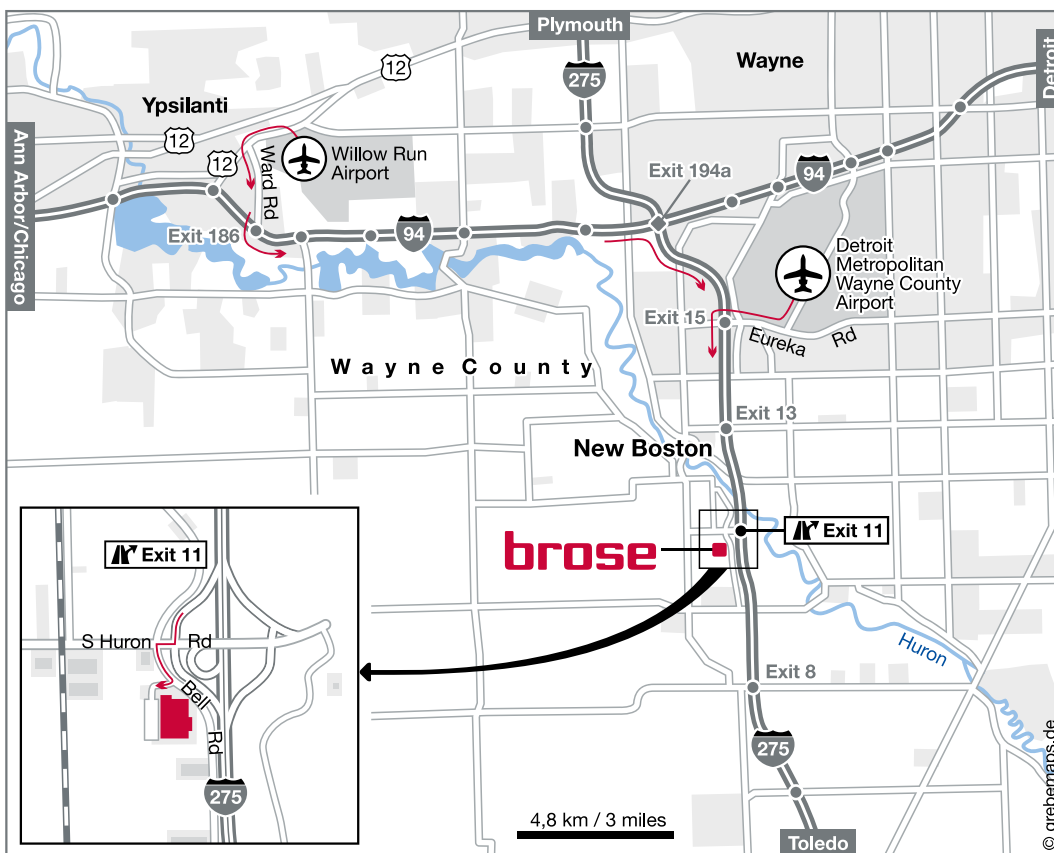 Plymouth
275
12
Wayne
Detroit
Ypsilanti
12
12
Willow Run
Airport
Ward Rd
Exit 194a
94
Ann Arbor/Chicago
Exit 186
94
Detroit
Metropolitan
Wayne County
Airport
Exit 15
Eureka Rd
Wayne County
Exit 13
New Boston
Exit 11
brose
Exit 11
S Huron Rd
Bell Rd
275
Huron
Exit 8
275
4,8 km / 3 miles
Toledo
© grebemaps.de